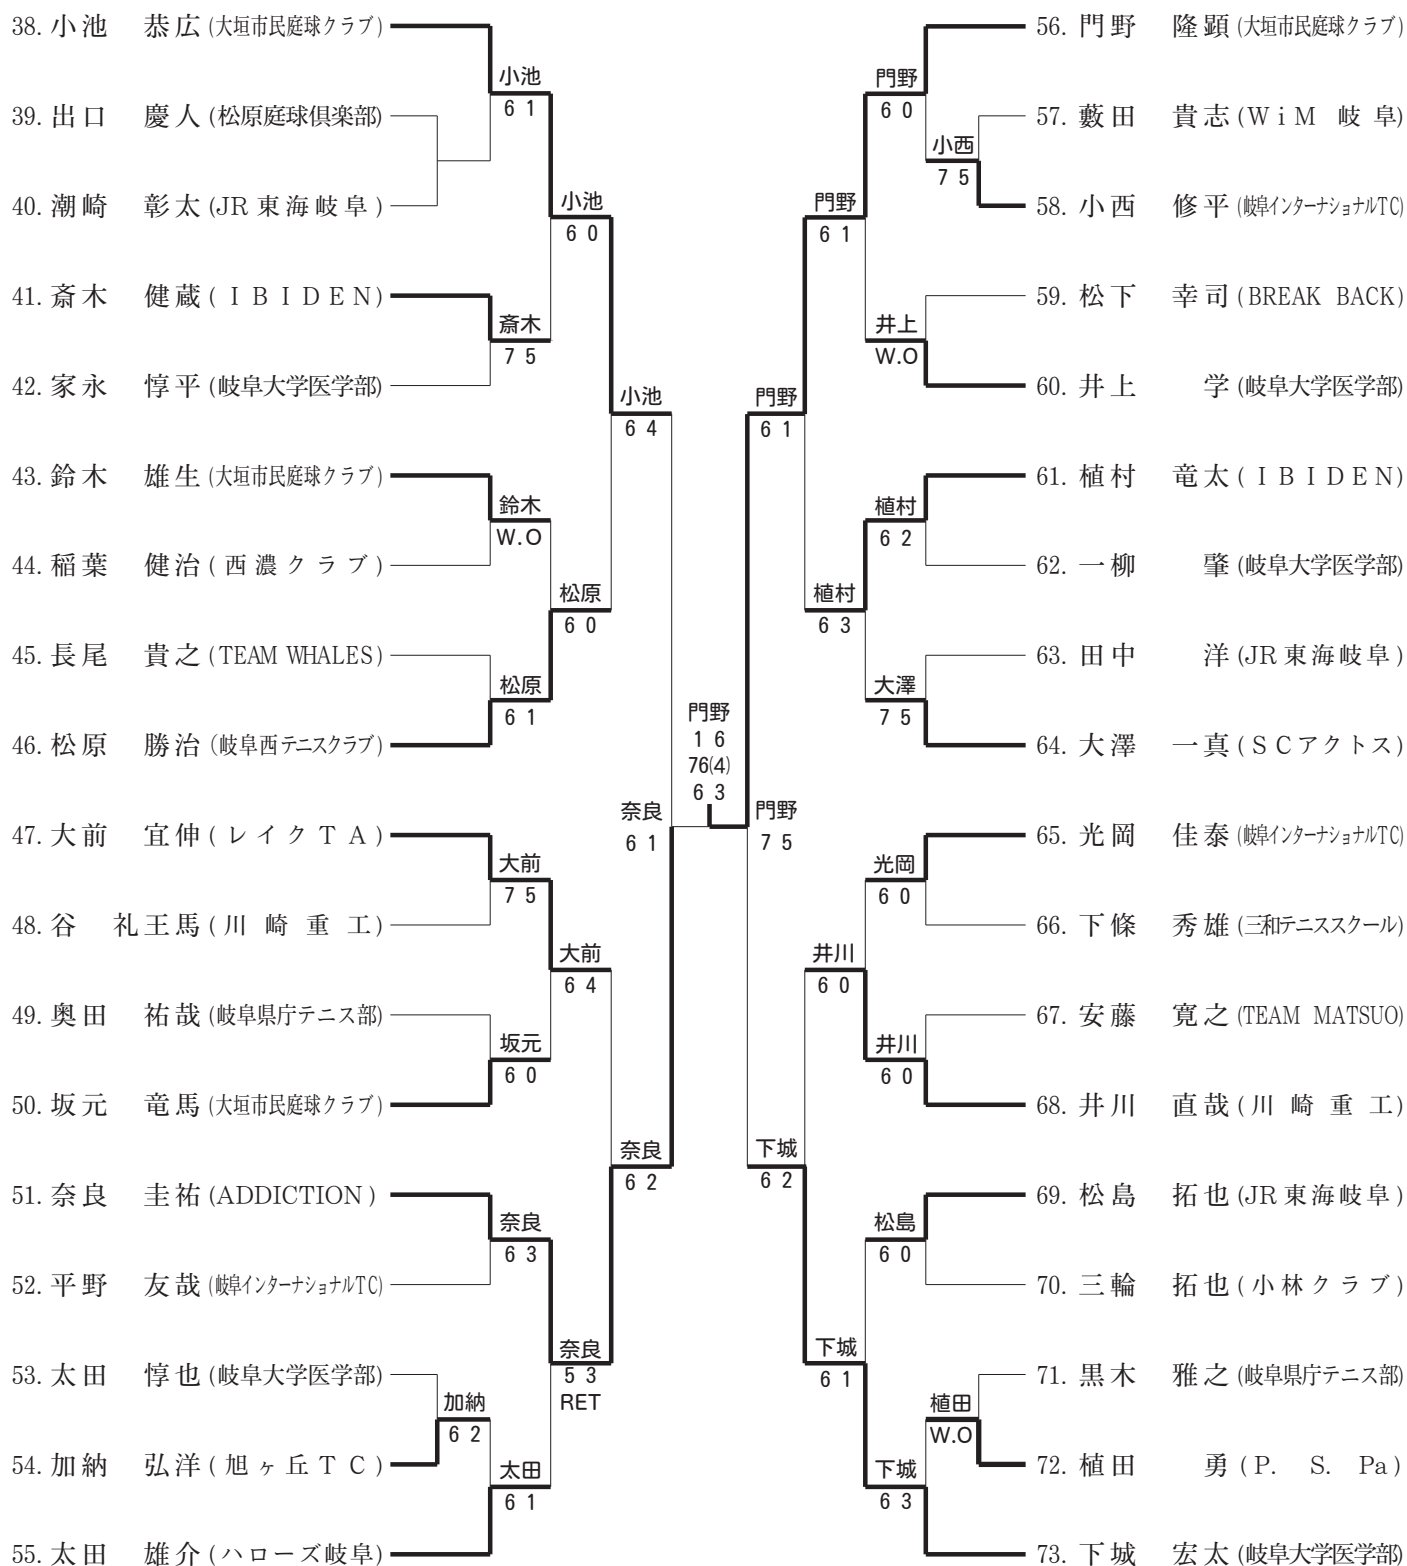 38. 小池 恭広 (大垣市民庭球クラブ)
39. 出口 慶人 (松原庭球倶楽部)
40. 潮崎 彰太 (JR東海岐阜)
41. 斎木 健蔵 (IBIDEN)
42. 家永 惇平 (岐阜大学医学部)
43. 鈴木 雄生 (大垣市民庭球クラブ)
44. 稲葉 健治 (西濃クラブ)
45. 長尾 貴之 (TEAM WHALES)
46. 松原 勝治 (岐阜西テニスクラブ)
47. 大前 宜伸 (レイクTA)
48. 谷 礼王馬 (川崎重工)
49. 奥田 祐哉 (岐阜県庁テニス部)
50. 坂元 竜馬 (大垣市民庭球クラブ)
51. 奈良 圭祐 (ADDICTION)
52. 平野 友哉 (岐阜インターナショナルTC)
53. 太田 惇也 (岐阜大学医学部)
54. 加納 弘洋 (旭ヶ丘TC)
55. 太田 雄介 (ハローズ岐阜)
加納
6 2
小池
6 1
斎木
7 5
鈴木
W.O
松原
6 1
大前
7 5
坂元
6 0
奈良
6 3
太田
6 1
小池
6 0
松原
6 0
大前
6 4
奈良
5 3
RET
小池
6 4
奈良
6 2
奈良
6 1
門野
1 6
76(4)
6 3
門野
7 5
門野
6 1
下城
6 2
門野
6 1
植村
6 3
井川
6 0
下城
6 1
門野
6 0
井上
W.O
植村
6 2
大澤
7 5
光岡
6 0
井川
6 0
松島
6 0
下城
6 3
小西
7 5
植田
W.O
56. 門野 隆顕 (大垣市民庭球クラブ)
57. 藪田 貴志 (WiM 岐阜)
58. 小西 修平 (岐阜インターナショナルTC)
59. 松下 幸司 (BREAK BACK)
60. 井上 学 (岐阜大学医学部)
61. 植村 竜太 (IBIDEN)
62. 一柳 肇 (岐阜大学医学部)
63. 田中 洋 (JR東海岐阜)
64. 大澤 一真 (SCアクトス)
65. 光岡 佳泰 (岐阜インターナショナルTC)
66. 下條 秀雄 (三和テニススクール)
67. 安藤 寛之 (TEAM MATSUO)
68. 井川 直哉 (川崎重工)
69. 松島 拓也 (JR東海岐阜)
70. 三輪 拓也 (小林クラブ)
71. 黒木 雅之 (岐阜県庁テニス部)
72. 植田 勇 (P. S. Pa)
73. 下城 宏太 (岐阜大学医学部)